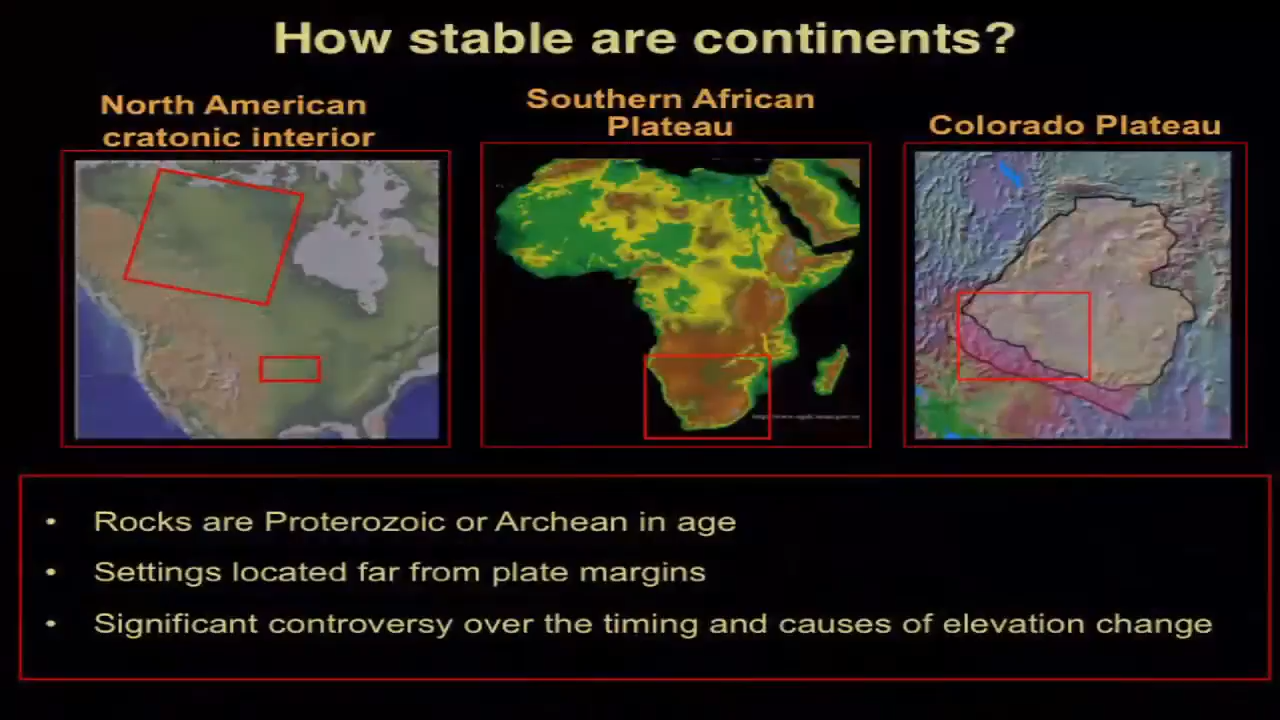 How stable are continents?
North American
cratonic interior
Southern African
Plateau
Colorado Plateau
• Rocks are Proterozoic or Archean in age
• Settings located far from plate margins
• Significant controversy over the timing and causes of elevation change